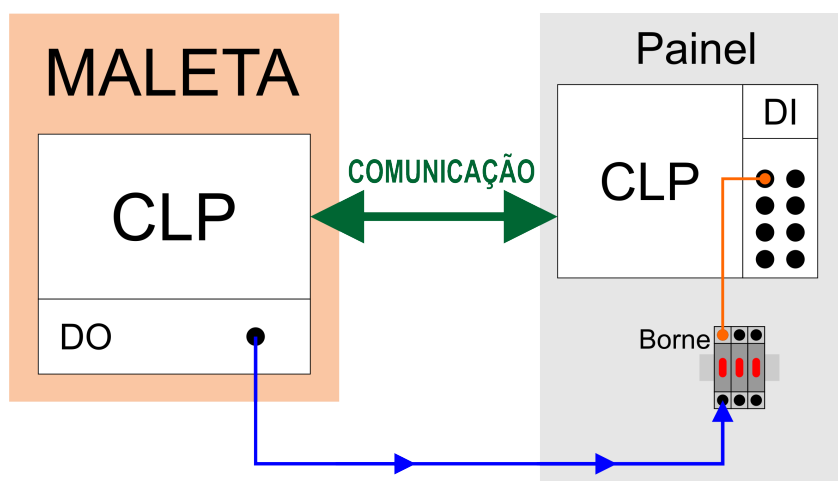 MALETA
CLP
DO
COMUNICAÇÃO
Painel
CLP
DI
Borne